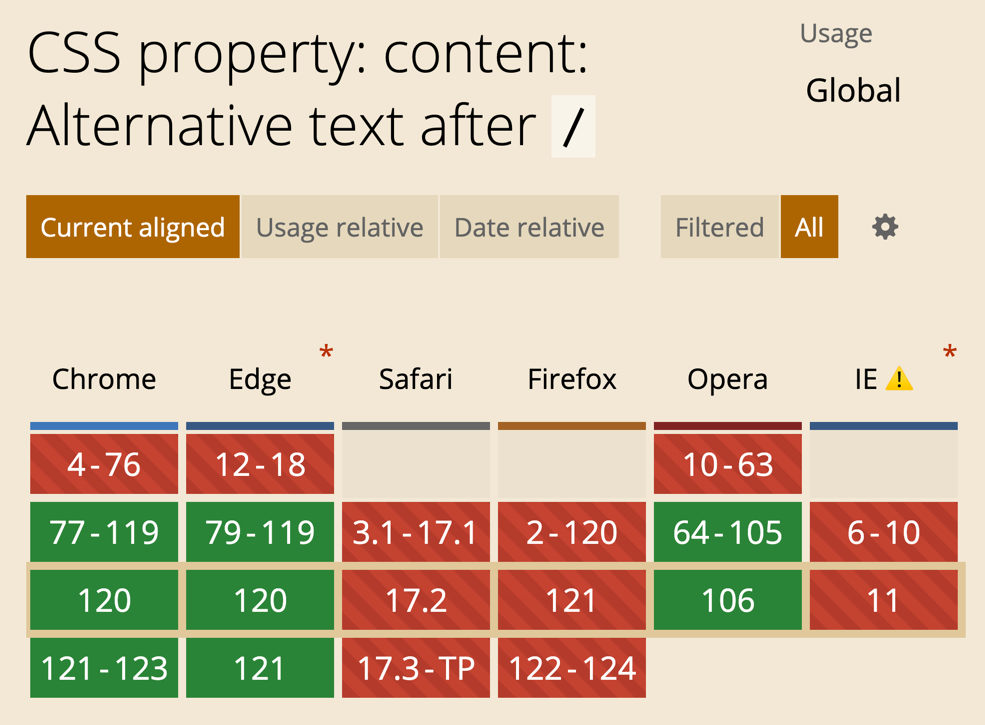 CSS property: content:
Alternative text after /
Usage
Global
Current aligned Usage relative Date relative Filtered All
Chrome Edge * Safari Firefox Opera IE *
4-76 12-18 10-63
77-119 79-119 3.1-17.1 2-120 64-105 6-10
120 120 17.2 121 106 11
121-123 121 17.3-TP 122-124